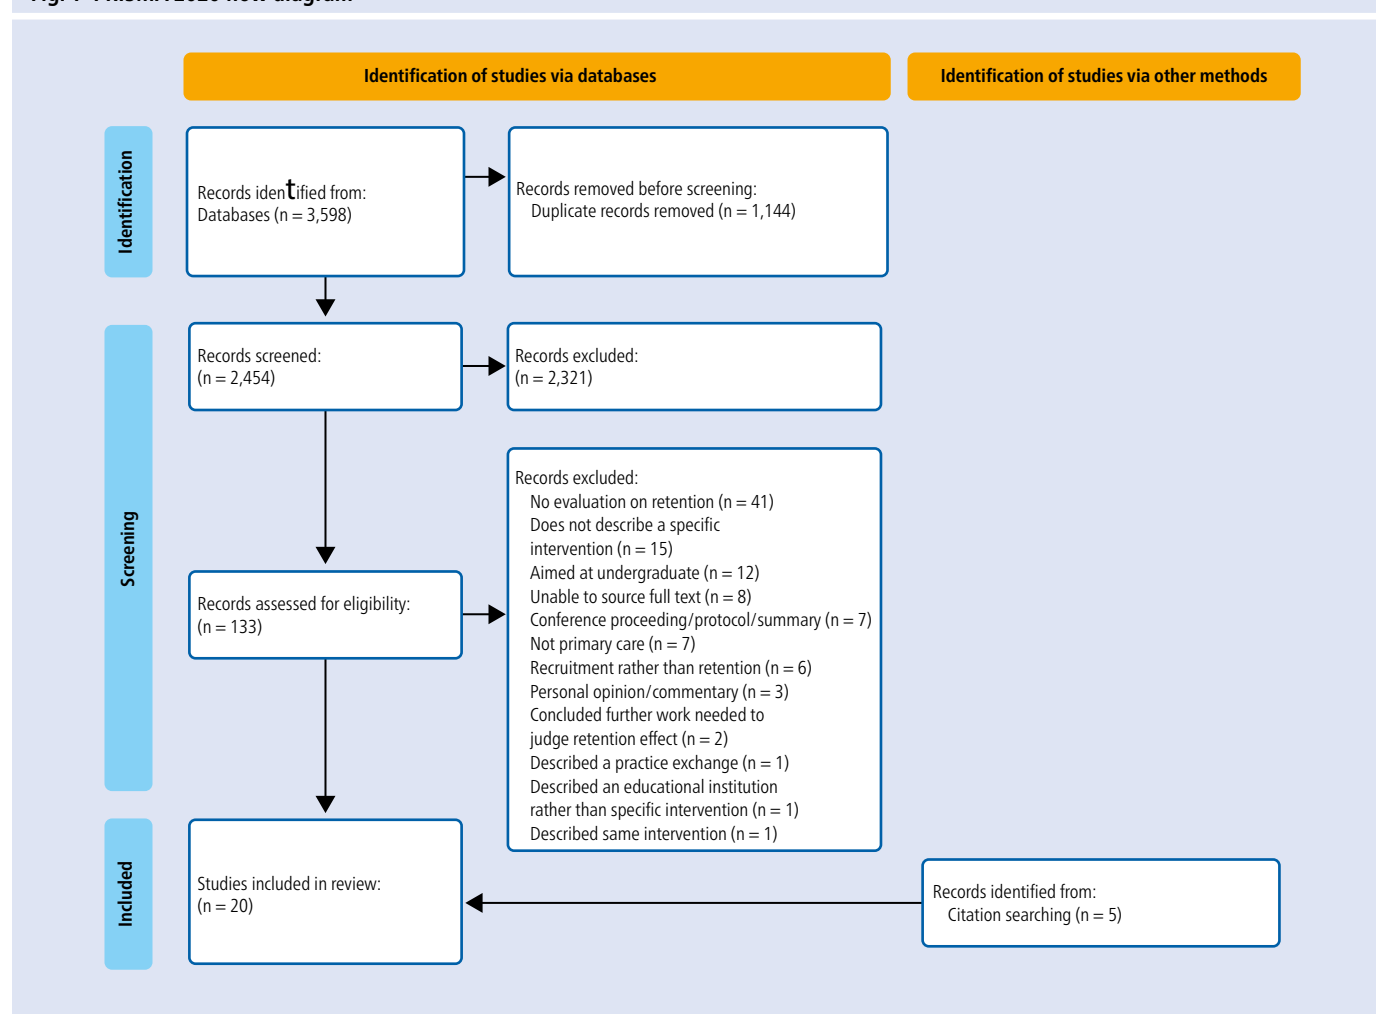 Fig. 1 PRISMA 2020 flow diagram
Identification of studies via databases
Identification of studies via other methods
Identification
Records identified from:
Databases (n = 3,598)
Records removed before screening:
Duplicate records removed (n = 1,144)
Screening
Records screened:
(n = 2,454)
Records excluded:
(n = 2,321)
Records assessed for eligibility:
(n = 133)
Records excluded:
No evaluation on retention (n = 41)
Does not describe a specific
intervention (n = 15)
Aimed at undergraduate (n = 12)
Unable to source full text (n = 8)
Conference proceeding/protocol/summary (n = 7)
Not primary care (n = 7)
Recruitment rather than retention (n = 6)
Personal opinion/commentary (n = 3)
Concluded further work needed to
judge retention effect (n = 2)
Described a practice exchange (n = 1)
Described an educational institution
rather than specific intervention (n = 1)
Described same intervention (n = 1)
Included
Studies included in review:
(n = 20)
Records identified from:
Citation searching (n = 5)